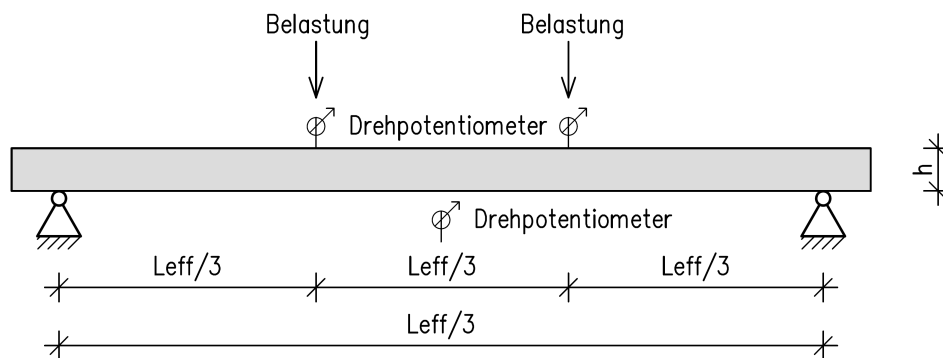 Belastung Belastung
Drehpotentiometer
h
Drehpotentiometer
Leff/3 Leff/3 Leff/3
Leff/3